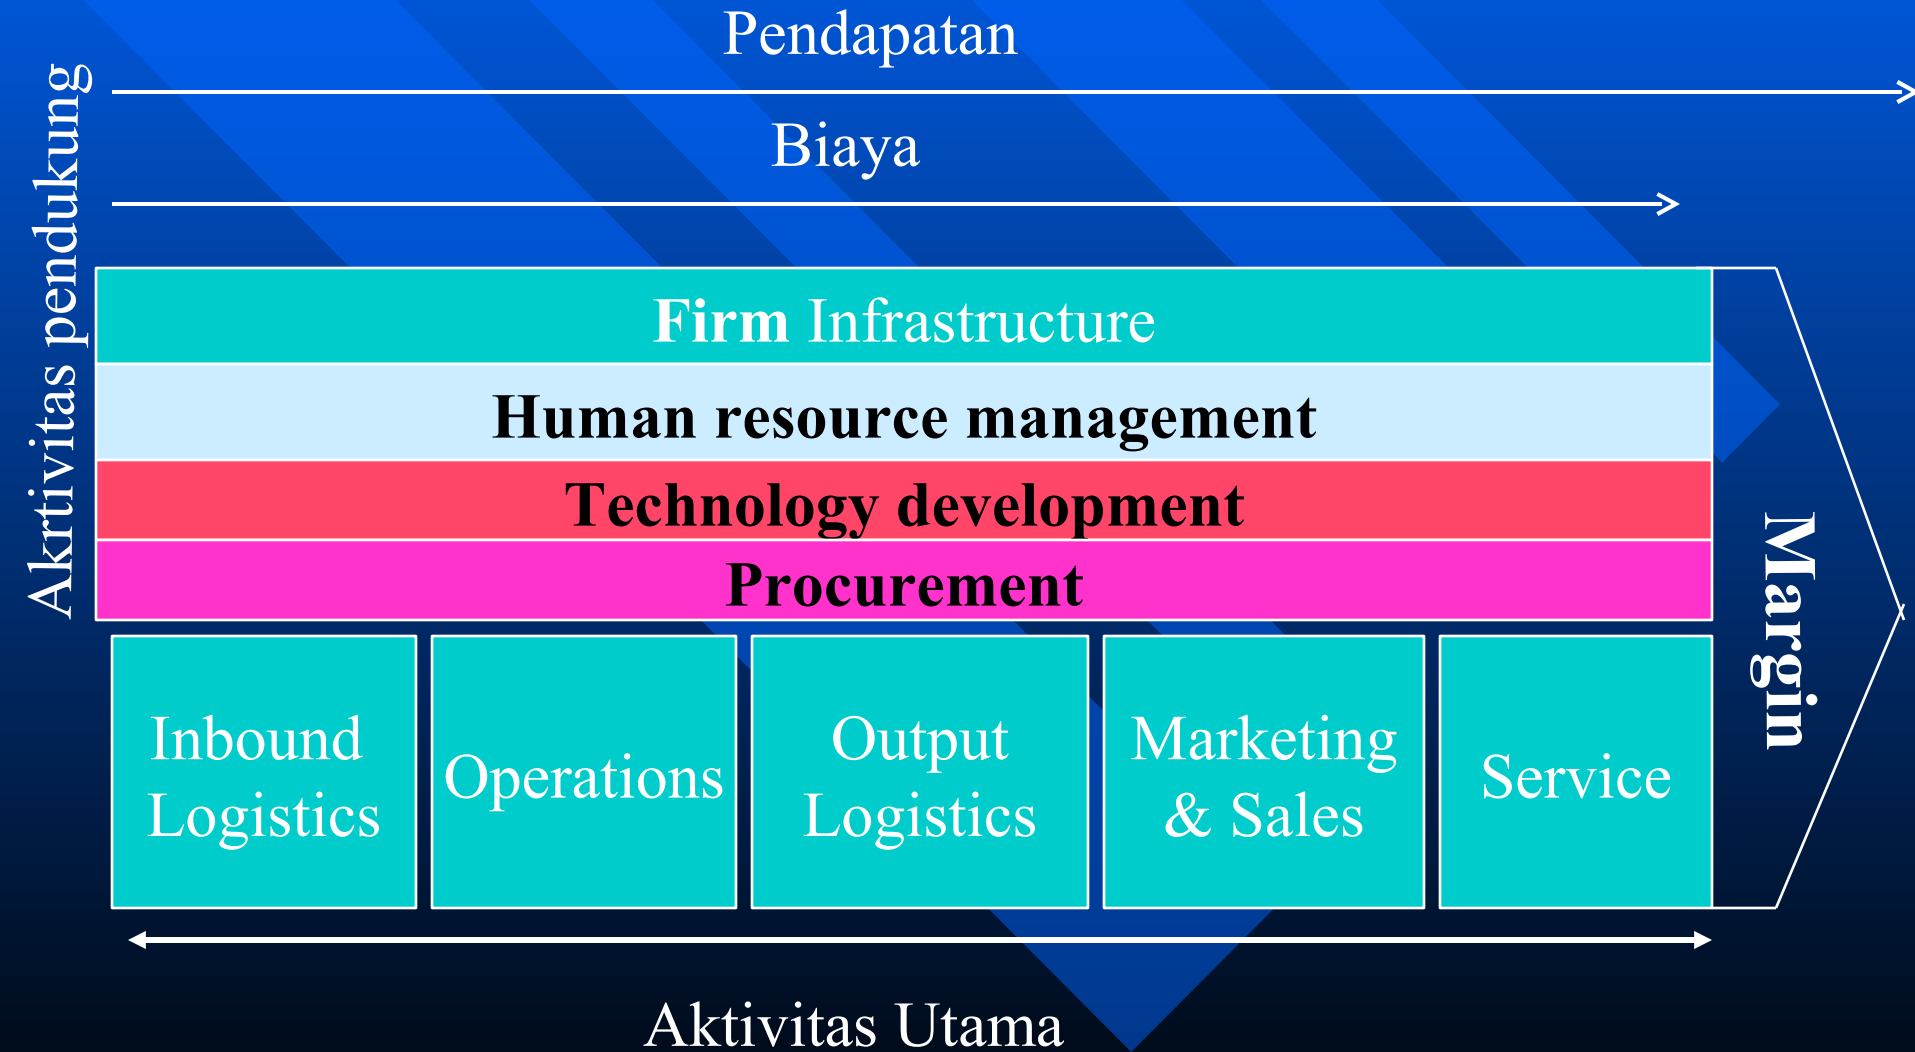 Pendapatan
Biaya
Akrtivitas pendukung
Firm Infrastructure
Human resource management
Technology development
Procurement
Margin
Inbound
Logistics
Operations
Output
Logistics
Marketing
& Sales
Service
Aktivitas Utama